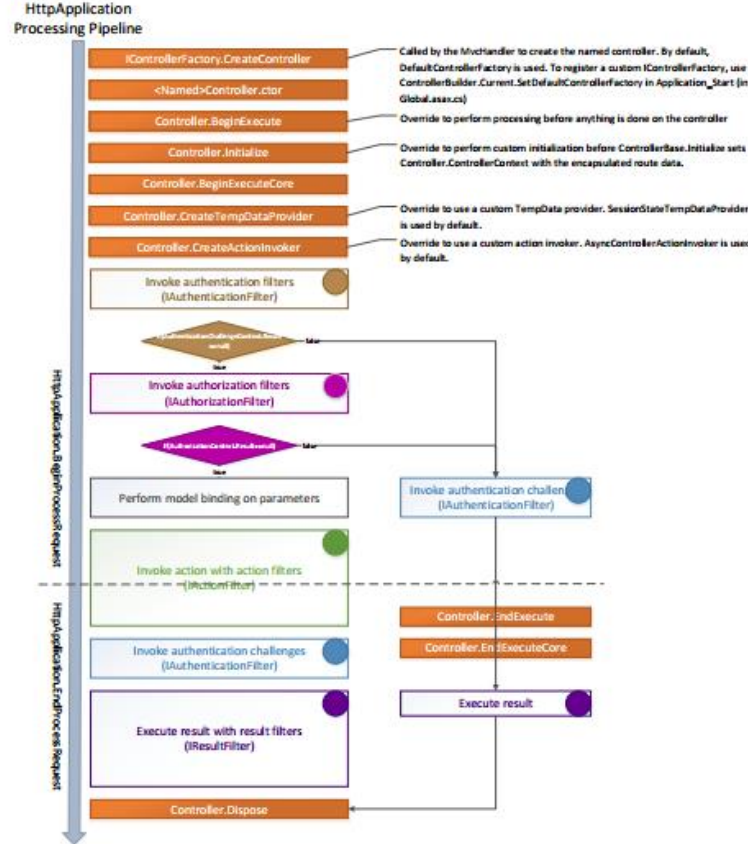 HttpApplication
Processing Pipeline
IControllerFactory.CreateController
Called by the MvcHandler to create the named controller. By default,
DefaultControllerFactory is used. To register a custom IControllerFactory, use
ControllerBuilder.Current.SetDefaultControllerFactory in Application_Start (in
Global.asax.cs)
<Named>Controller.ctor
Controller.BeginExecute
Override to perform processing before anything is done on the controller
Controller.Initialize
Override to perform custom initialization before ControllerBase.Initialize sets
Controller.ControllerContext with the encapsulated route data.
Controller.BeginExecuteCore
Controller.CreateTempDataProvider
Override to use a custom TempData provider. SessionStateTempDataProvider
is used by default.
Controller.CreateActionInvoker
Override to use a custom action invoker. AsyncControllerActionInvoker is used
by default.
Invoke authentication filters
(IAuthenticationFilter)
false
true
Invoke authorization filters
(IAuthorizationFilter)
false
true
HttpApplication.BeginProcessRequest
Perform model binding on parameters
Invoke authentication
(IAuthenticationFilter)
Invoke action with action filters
(IActionFilter)
HttpApplication.EndProcessRequest
Controller.EndExecute
Controller.EndExecuteCore
Invoke authentication challenges
(IAuthenticationFilter)
Execute result
Execute result with result filters
(IResultFilter)
Controller.Dispose